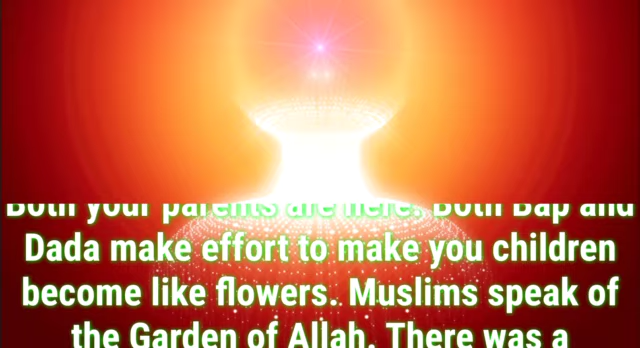 Both your parents are here. Both Bap and
Dada make effort to make you children
become like flowers. Muslims speak of
the Garden of Allah. There was a